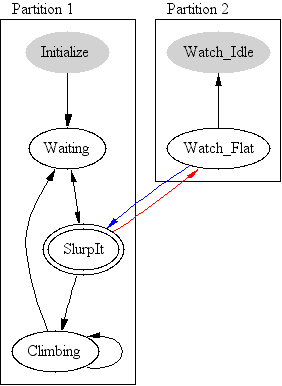 Partition 1
Partition 2
Initialize
Watch_Idle
Waiting
Watch_Flat
SlurpIt
Climbing